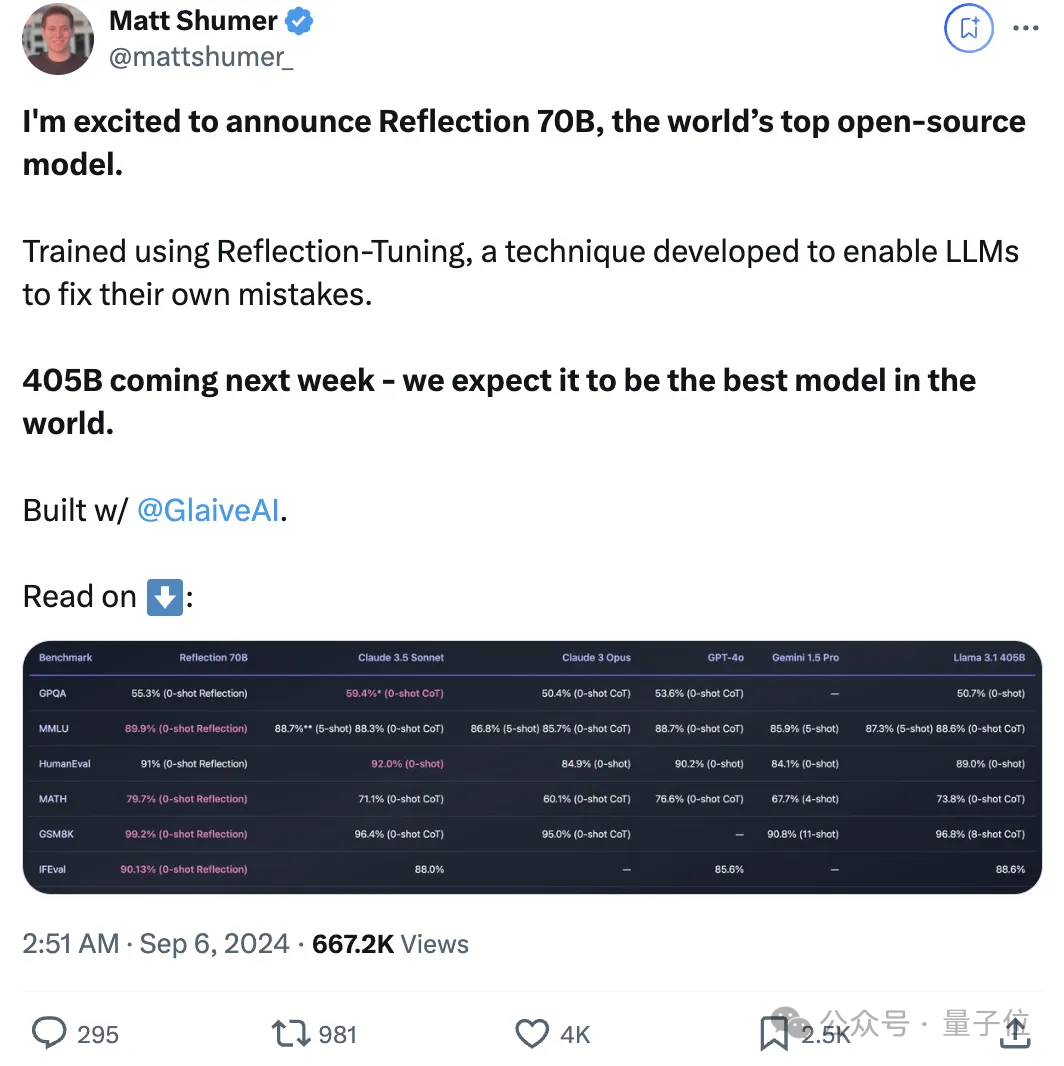 Matt Shumer
@mattshumer_
I'm excited to announce Reflection 70B, the world’s top open-source
model.
Trained using Reflection-Tuning, a technique developed to enable LLMs
to fix their own mistakes.
405B coming next week - we expect it to be the best model in the
world.
Built w/ @GlaiveAI.
Read on ⬇️:
Benchmark Reflection 70B Claude 3.5 Sonnet Claude 3 Opus GPT-4o Gemini 1.5 Pro Llama 3.1 405B
GPQA 55.3% (0-shot Reflection) 59.4%* (0-shot CoT) 50.4% (0-shot CoT) 53.6% (0-shot CoT) — 50.7% (0-shot)
MMLU 89.9% (0-shot Reflection) 88.7%** (5-shot) 88.3% (0-shot CoT) 86.8% (5-shot) 85.7% (0-shot CoT) 88.7% (0-shot CoT) 85.9% (5-shot) 87.3% (5-shot) 88.6% (0-shot CoT)
HumanEval 91% (0-shot Reflection) 92.0% (0-shot) 84.9% (0-shot) 90.2% (0-shot) 84.1% (0-shot) 89.0% (0-shot)
MATH 79.7% (0-shot Reflection) 71.1% (0-shot CoT) 60.1% (0-shot CoT) 76.6% (0-shot CoT) 67.7% (4-shot) 73.8% (0-shot CoT)
GSM8K 99.2% (0-shot Reflection) 96.4% (0-shot CoT) 95.0% (0-shot CoT) — 90.8% (11-shot) 96.8% (8-shot CoT)
IFEval 90.13% (0-shot Reflection) 88.0% — 85.6% — 88.6%
2:51 AM · Sep 6, 2024 · 667.2K Views
295 981 4K 2.5K
公众号 · 量子位